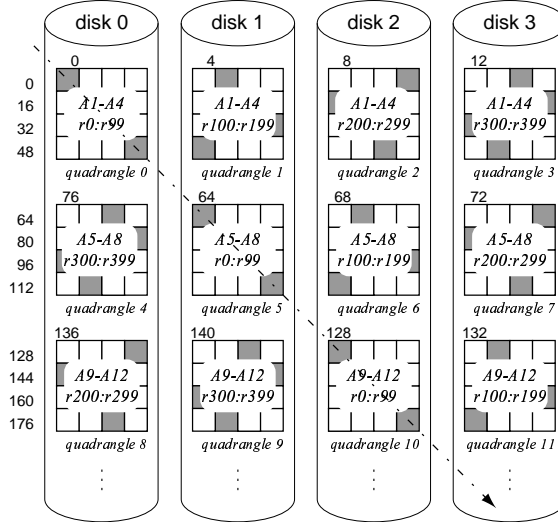 disk 0 disk 1 disk 2 disk 3
0 4 8 12
0
16
32
48
A1-A4 A1-A4 A1-A4 A1-A4
r0:r99 r100:r199 r200:r299 r300:r399
quadrangle 0 quadrangle 1 quadrangle 2 quadrangle 3
76 64 68 72
64
80
96
112
A5-A8 A5-A8 A5-A8 A5-A8
r300:r399 r0:r99 r100:r199 r200:r299
quadrangle 4 quadrangle 5 quadrangle 6 quadrangle 7
136 140 128 132
128
144
160
176
A9-A12 A9-A12 A9-A12 A9-A12
r200:r299 r300:r399 r0:r99 r100:r199
quadrangle 8 quadrangle 9 quadrangle 10 quadrangle 11